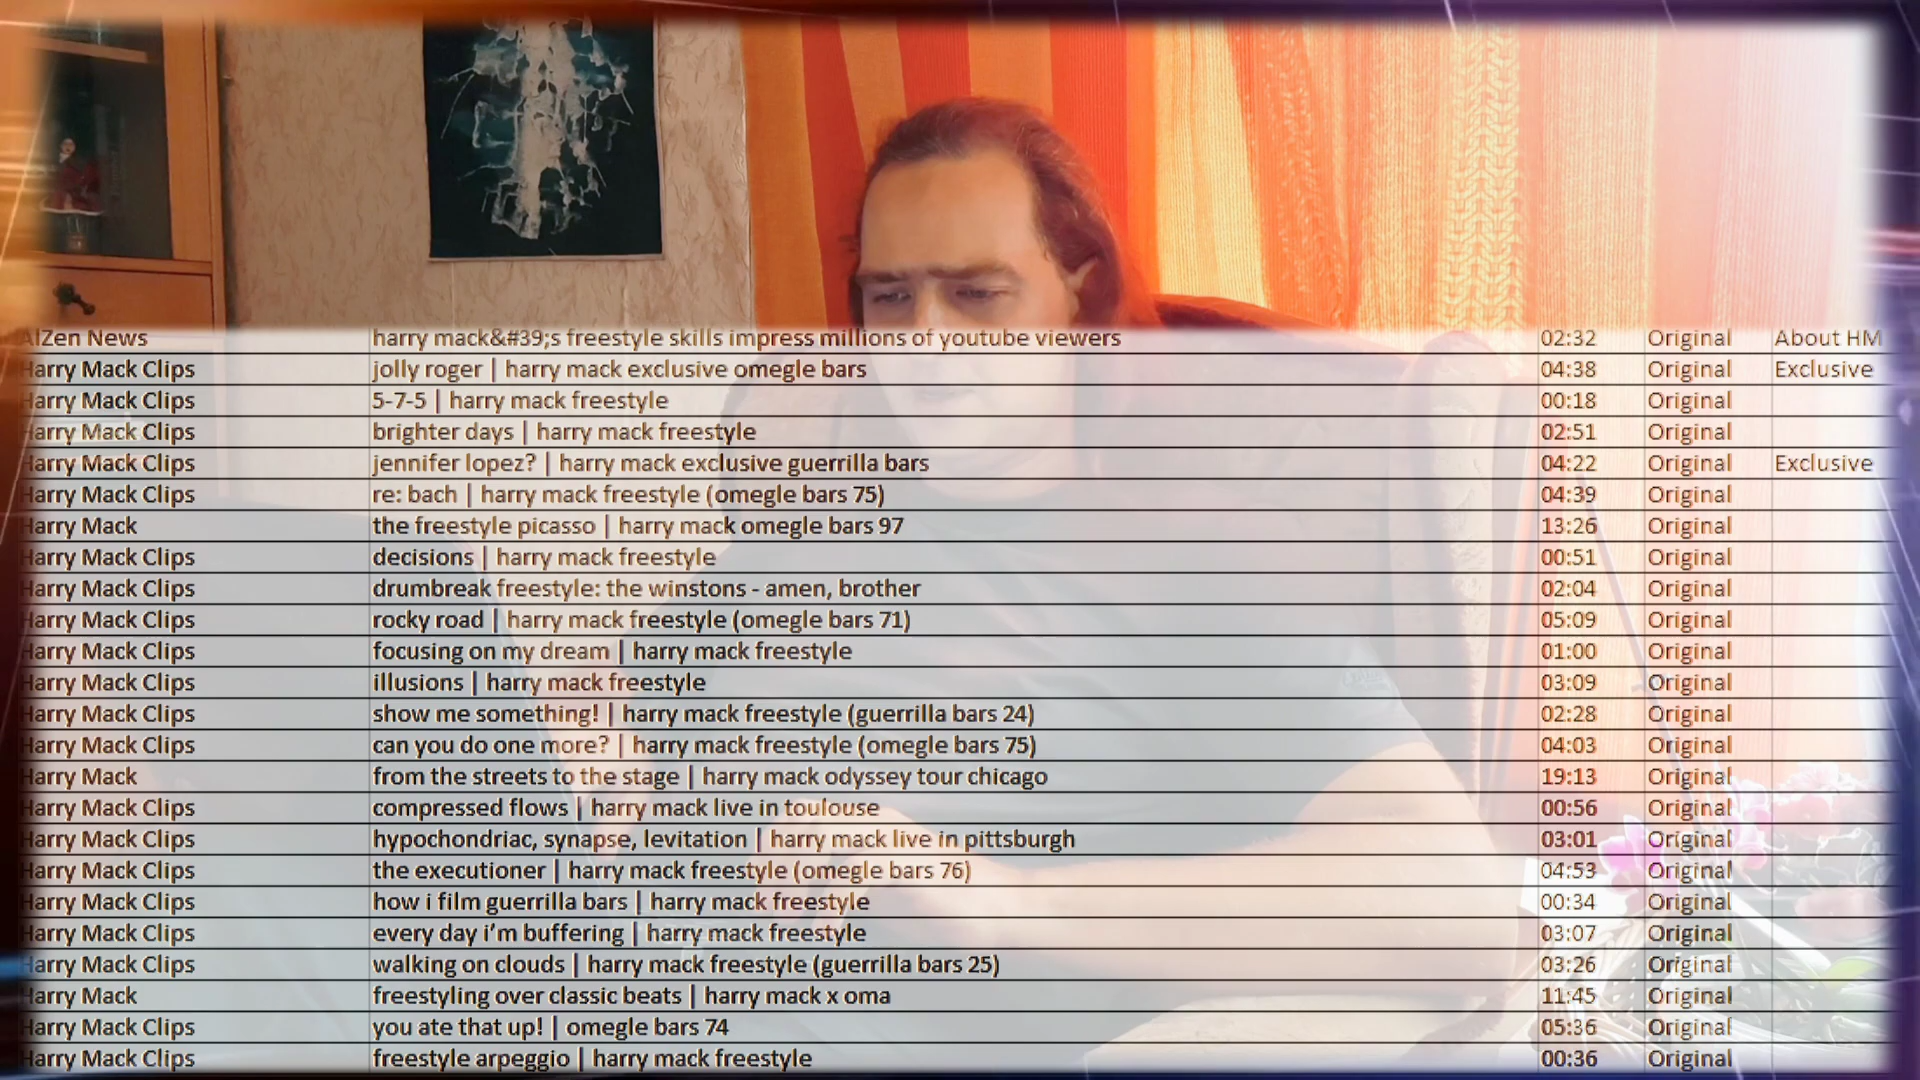 AIZen News harry mack&#39;s freestyle skills impress millions of youtube viewers 02:32 Original About HM
Harry Mack Clips jolly roger | harry mack exclusive omegle bars 04:38 Original Exclusive
Harry Mack Clips 5-7-5 | harry mack freestyle 00:18 Original
Harry Mack Clips brighter days | harry mack freestyle 02:51 Original
Harry Mack Clips jennifer lopez? | harry mack exclusive guerrilla bars 04:22 Original Exclusive
Harry Mack Clips re: bach | harry mack freestyle (omegle bars 75) 04:39 Original
Harry Mack the freestyle picasso | harry mack omegle bars 97 13:26 Original
Harry Mack Clips decisions | harry mack freestyle 00:51 Original
Harry Mack Clips drumbreak freestyle: the winstons - amen, brother 02:04 Original
Harry Mack Clips rocky road | harry mack freestyle (omegle bars 71) 05:09 Original
Harry Mack Clips focusing on my dream | harry mack freestyle 01:00 Original
Harry Mack Clips illusions | harry mack freestyle 03:09 Original
Harry Mack Clips show me something! | harry mack freestyle (guerrilla bars 24) 02:28 Original
Harry Mack Clips can you do one more? | harry mack freestyle (omegle bars 75) 04:03 Original
Harry Mack from the streets to the stage | harry mack odyssey tour chicago 19:13 Original
Harry Mack Clips compressed flows | harry mack live in toulouse 00:56 Original
Harry Mack Clips hypochondriac, synapse, levitation | harry mack live in pittsburgh 03:01 Original
Harry Mack Clips the executioner | harry mack freestyle (omegle bars 76) 04:53 Original
Harry Mack Clips how i film guerrilla bars | harry mack freestyle 00:34 Original
Harry Mack Clips every day i’m buffering | harry mack freestyle 03:07 Original
Harry Mack Clips walking on clouds | harry mack freestyle (guerrilla bars 25) 03:26 Original
Harry Mack freestyling over classic beats | harry mack x oma 11:45 Original
Harry Mack Clips you ate that up! | omegle bars 74 05:36 Original
Harry Mack Clips freestyle arpeggio | harry mack freestyle 00:36 Original